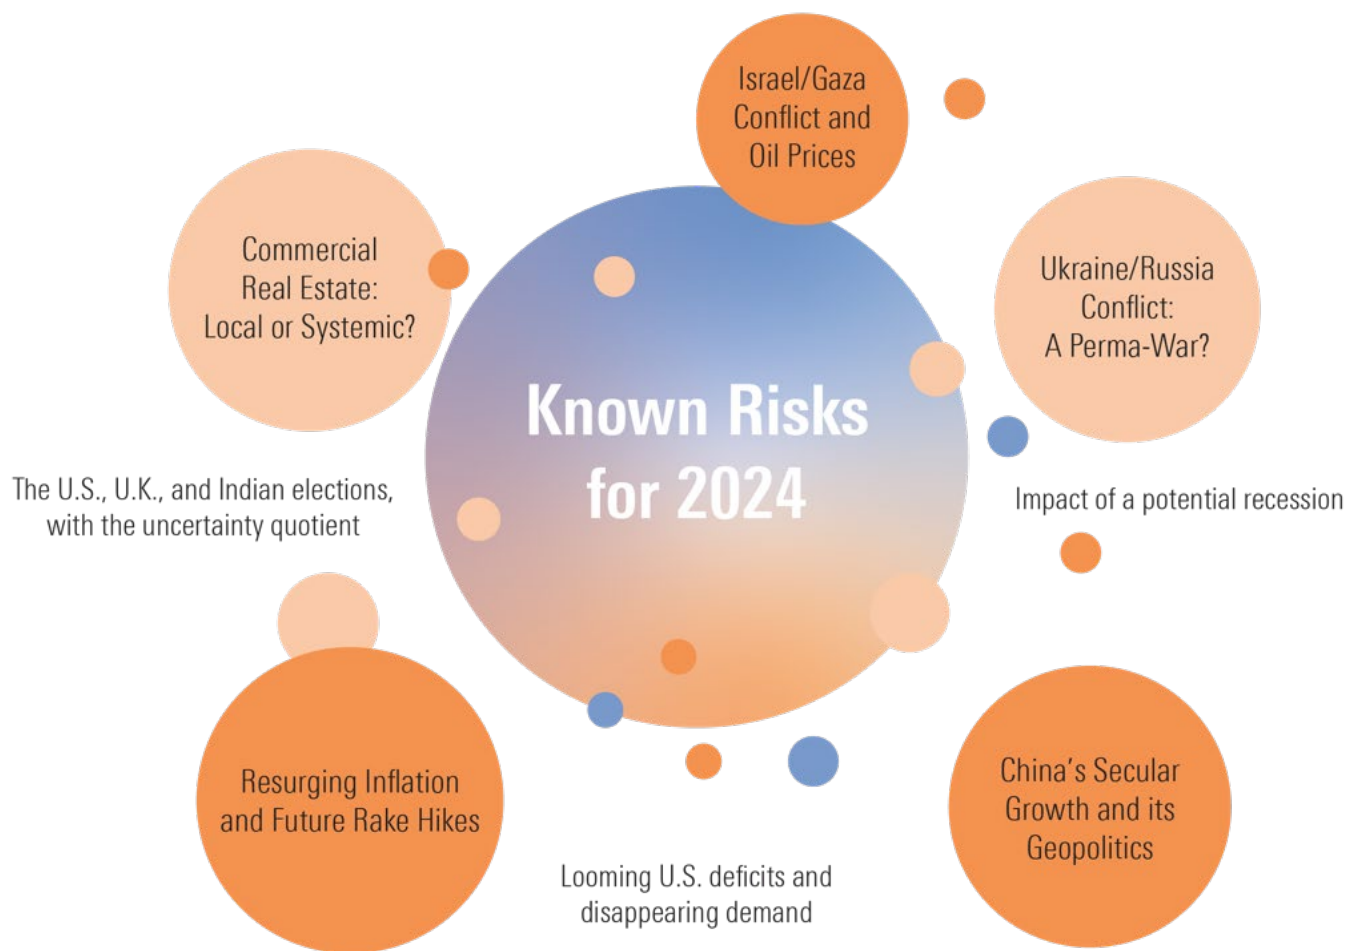 Israel/Gaza
Conflict and
Oil Prices
Commercial
Real Estate:
Local or Systemic?
Ukraine/Russia
Conflict:
A Perma-War?
Known Risks
for 2024
The U.S., U.K., and Indian elections,
with the uncertainty quotient
Impact of a potential recession
Resurging Inflation
and Future Rake Hikes
China’s Secular
Growth and its
Geopolitics
Looming U.S. deficits and
disappearing demand